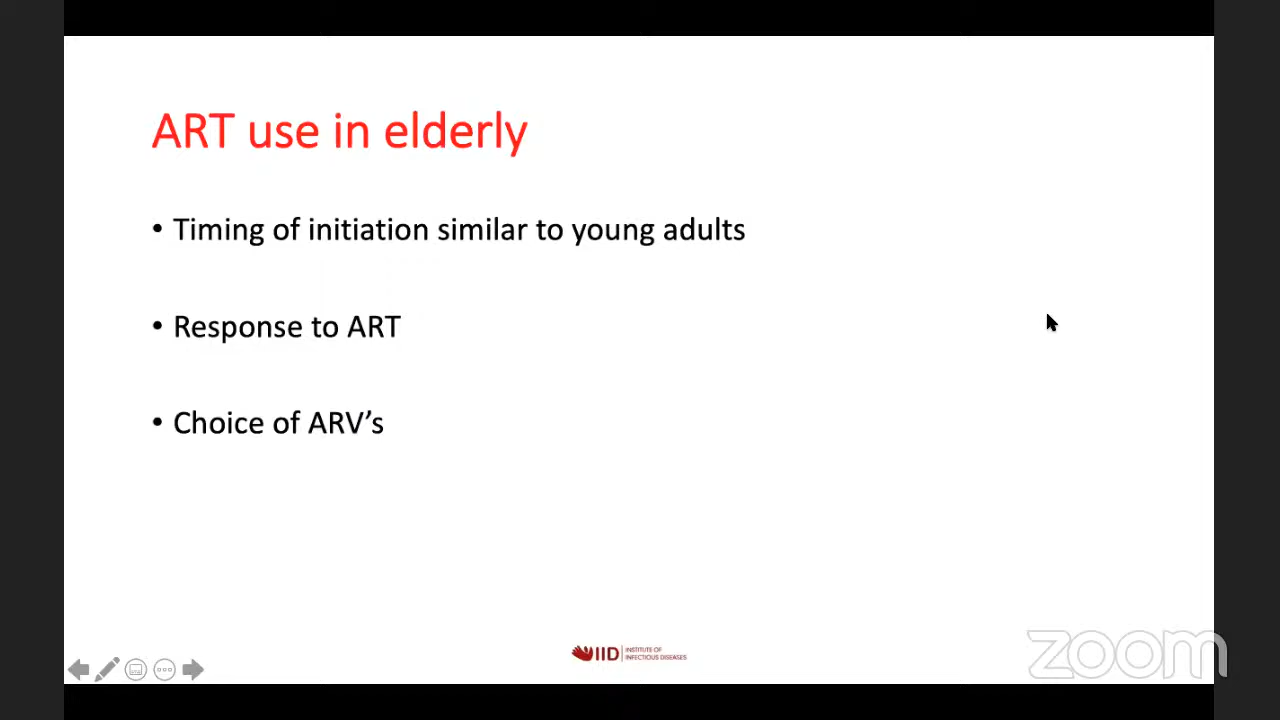 ART use in elderly
• Timing of initiation similar to young adults
• Response to ART
• Choice of ARV’s
IID
INSTITUTE OF
INFECTIOUS DISEASES
zoom